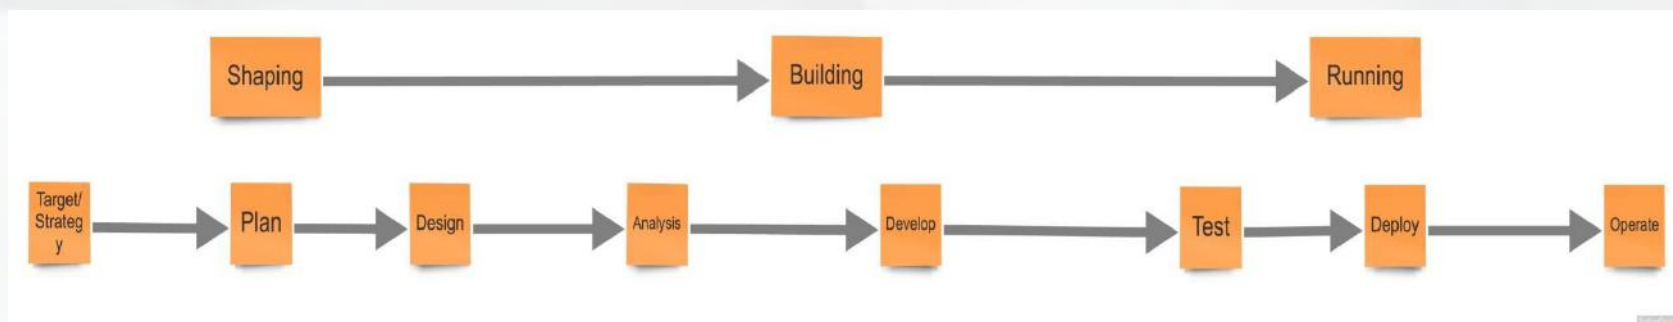 Shaping
Building
Running
Target/
Strateg
y
Plan
Design
Analysis
Develop
Test
Deploy
Operate